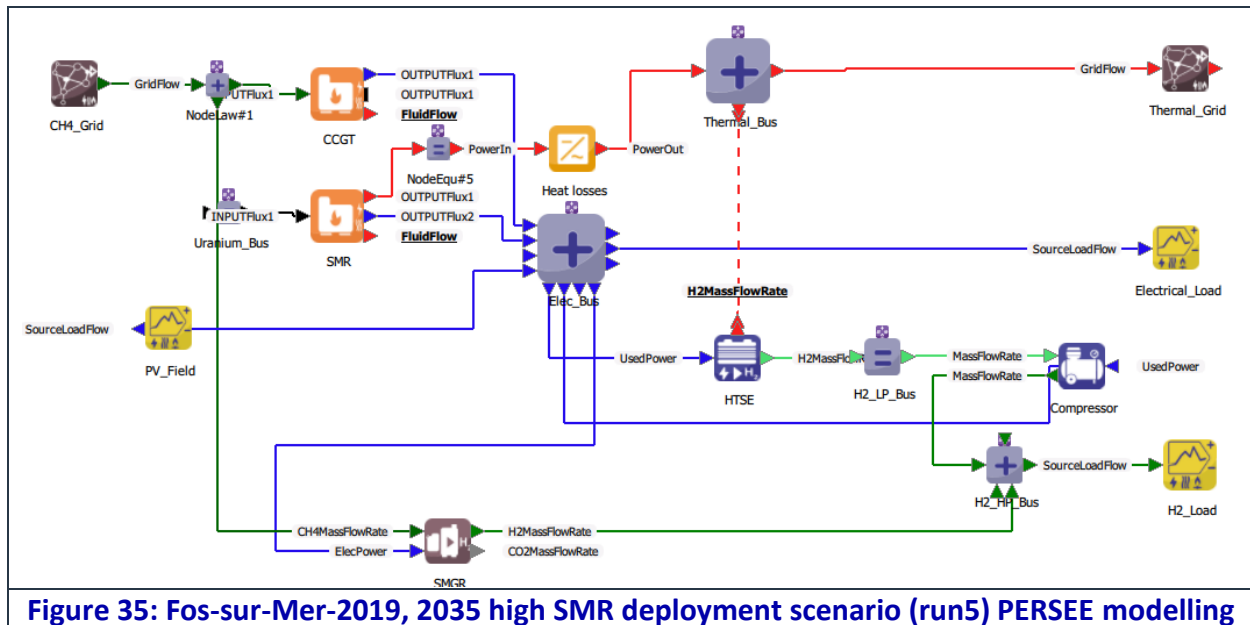 GridFlow
CH4_Grid
NodeLaw#1
PUTFlux1
CCGT
OUTPUTFlux1
OUTPUTFlux1
FluidFlow
PowerIn
NodeEqu#5
OUTPUTFlux1
OUTPUTFlux2
FluidFlow
INPUTFlux1
Uranium_Bus
SMR
Heat losses
PowerOut
Thermal_Bus
GridFlow
Thermal_Grid
Elec_Bus
SourceLoadFlow
Electrical_Load
SourceLoadFlow
PV_Field
H2MassFlowRate
UsedPower
HTSE
H2MassFlowR
H2_LP_Bus
MassFlowRate
MassFlowRate
UsedPower
Compressor
H2_HP_Bus
SourceLoadFlow
H2_Load
CH4MassFlowRate
ElecPower
SMGR
H2MassFlowRate
CO2MassFlowRate
Figure 35: Fos-sur-Mer-2019, 2035 high SMR deployment scenario (run5) PERSEE modelling